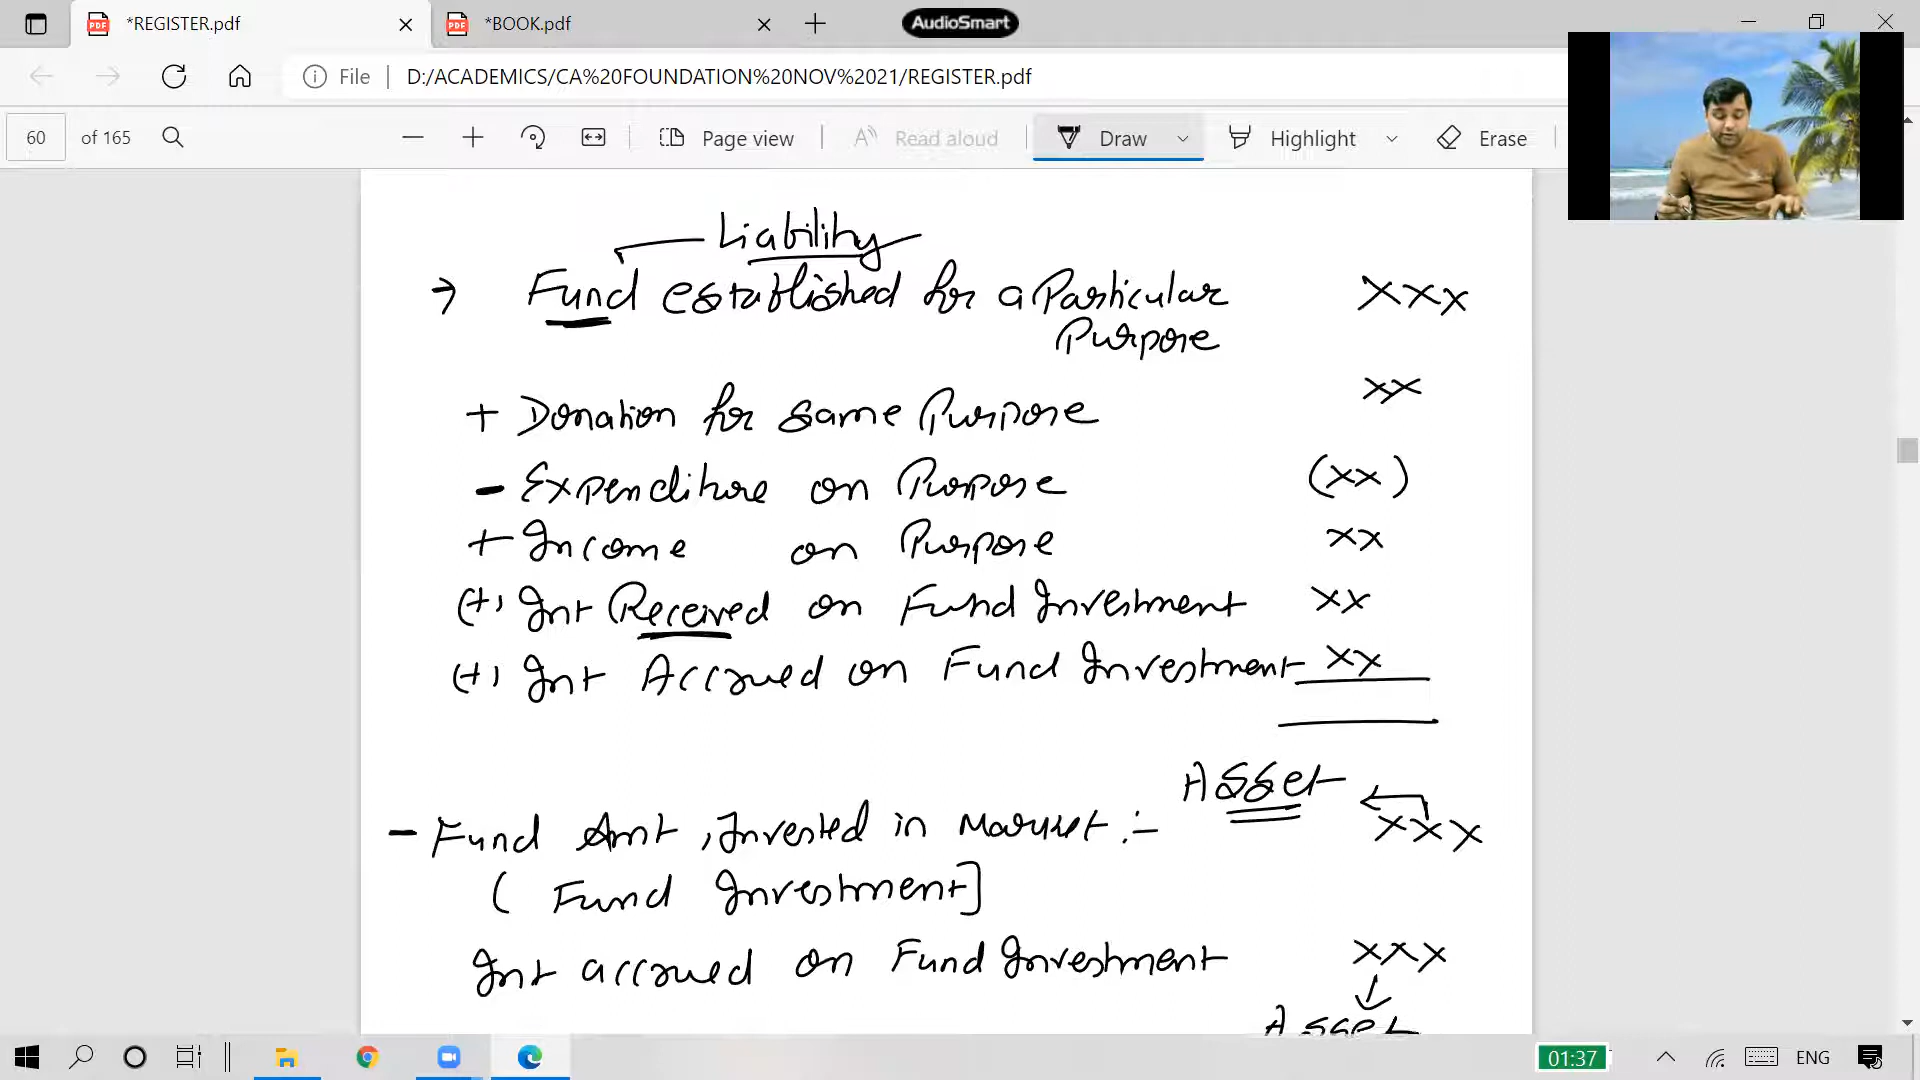 *REGISTER.pdf
*BOOK.pdf
AudioSmart
File D:/ACADEMICS/CA%20FOUNDATION%20NOV%2021/REGISTER.pdf
60 of 165 Page view Read aloud Draw Highlight Erase
Liability
→ Fund established for a Particular xxx
Purpose
+ Donation for same Purpose xx
- Expenditure on Purpose (xx)
+ Income on Purpose xx
(+) Int Received on Fund Investment xx
(+) Int Accrued on Fund Investment xx
Asset
- Fund Amt, Invested in Market :- xxx
( Fund Investment]
Int accrued on Fund Investment xxx
Asset
01:37 ENG